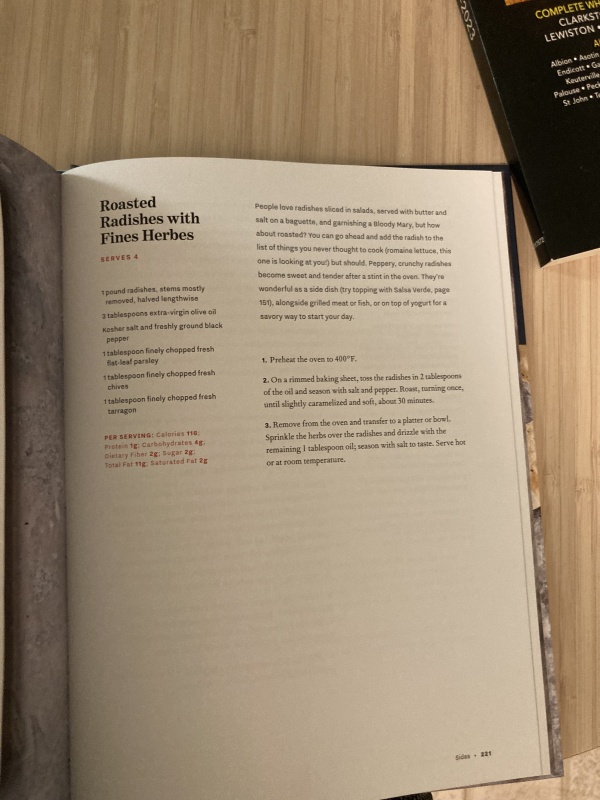 2023
COMPLETE WH
CLARKST
LEWISTON •
Albion • Asotin
Endicott • Ga
Keuterville
Palouse • Peck
St John • Te
Roasted
Radishes with
Fines Herbes
SERVES 4
1 pound radishes, stems mostly
removed, halved lengthwise
3 tablespoons extra-virgin olive oil
Kosher salt and freshly ground black
pepper
1 tablespoon finely chopped fresh
flat-leaf parsley
1 tablespoon finely chopped fresh
chives
1 tablespoon finely chopped fresh
tarragon
PER SERVING: Calories 116;
Protein 1g; Carbohydrates 4g;
Dietary Fiber 2g; Sugar 2g;
Total Fat 11g; Saturated Fat 2g
People love radishes sliced in salads, served with butter and
salt on a baguette, and garnishing a Bloody Mary, but how
about roasted? You can go ahead and add the radish to the
list of things you never thought to cook (romaine lettuce, this
one is looking at you!) but should. Peppery, crunchy radishes
become sweet and tender after a stint in the oven. They're
wonderful as a side dish (try topping with Salsa Verde, page
151), alongside grilled meat or fish, or on top of yogurt for a
savory way to start your day.
1. Preheat the oven to 400°F.
2. On a rimmed baking sheet, toss the radishes in 2 tablespoons
of the oil and season with salt and pepper. Roast, turning once,
until slightly caramelized and soft, about 30 minutes.
3. Remove from the oven and transfer to a platter or bowl.
Sprinkle the herbs over the radishes and drizzle with the
remaining 1 tablespoon oil; season with salt to taste. Serve hot
or at room temperature.
Sides • 221